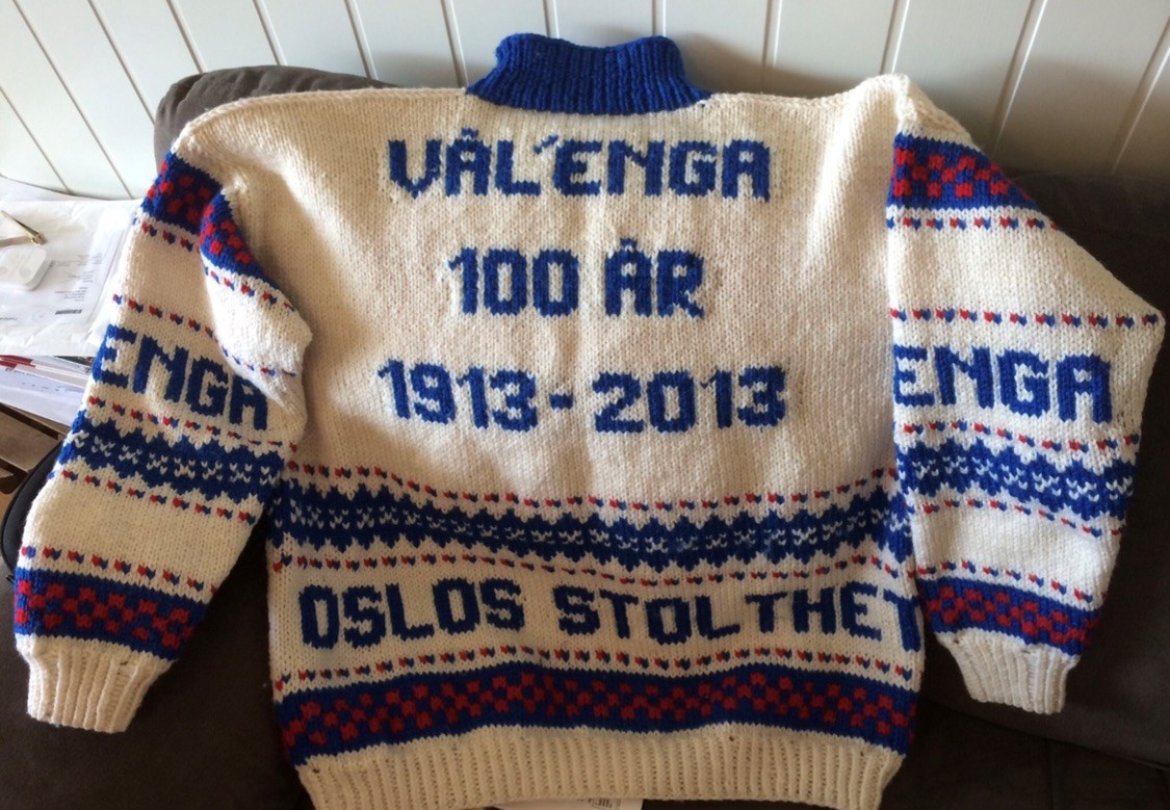 VÅL'ENGA
100 ÅR
1913-2013
ENGA
ENGA
OSLOS STOLTHET